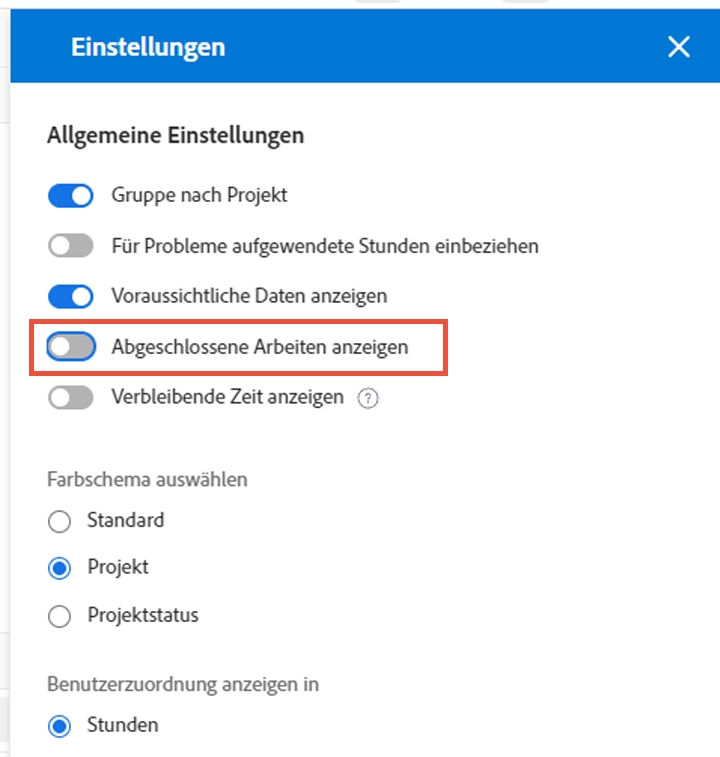 Einstellungen
Allgemeine Einstellungen
Gruppe nach Projekt
Für Probleme aufgewendete Stunden einbeziehen
Voraussichtliche Daten anzeigen
Abgeschlossene Arbeiten anzeigen
Verbleibende Zeit anzeigen ?
Farbschema auswählen
Standard
Projekt
Projektstatus
Benutzerzuordnung anzeigen in
Stunden